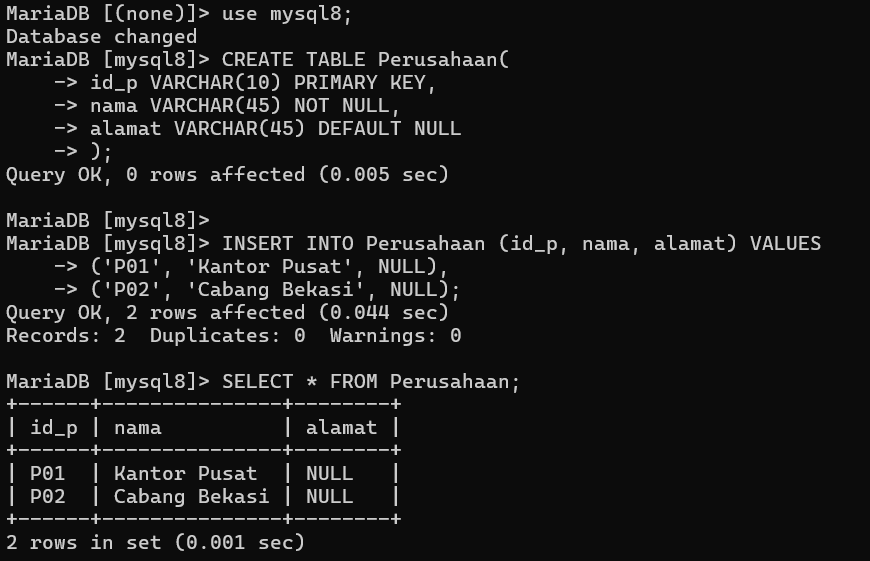 MariaDB [(none)]> use mysql8;
Database changed
MariaDB [mysql8]> CREATE TABLE Perusahaan(
    -> id_p VARCHAR(10) PRIMARY KEY,
    -> nama VARCHAR(45) NOT NULL,
    -> alamat VARCHAR(45) DEFAULT NULL
    -> );
Query OK, 0 rows affected (0.005 sec)

MariaDB [mysql8]>
MariaDB [mysql8]> INSERT INTO Perusahaan (id_p, nama, alamat) VALUES
    -> ('P01', 'Kantor Pusat', NULL),
    -> ('P02', 'Cabang Bekasi', NULL);
Query OK, 2 rows affected (0.044 sec)
Records: 2  Duplicates: 0  Warnings: 0

MariaDB [mysql8]> SELECT * FROM Perusahaan;
+------+---------------+--------+
| id_p | nama          | alamat |
+------+---------------+--------+
| P01  | Kantor Pusat  | NULL   |
| P02  | Cabang Bekasi | NULL   |
+------+---------------+--------+
2 rows in set (0.001 sec)